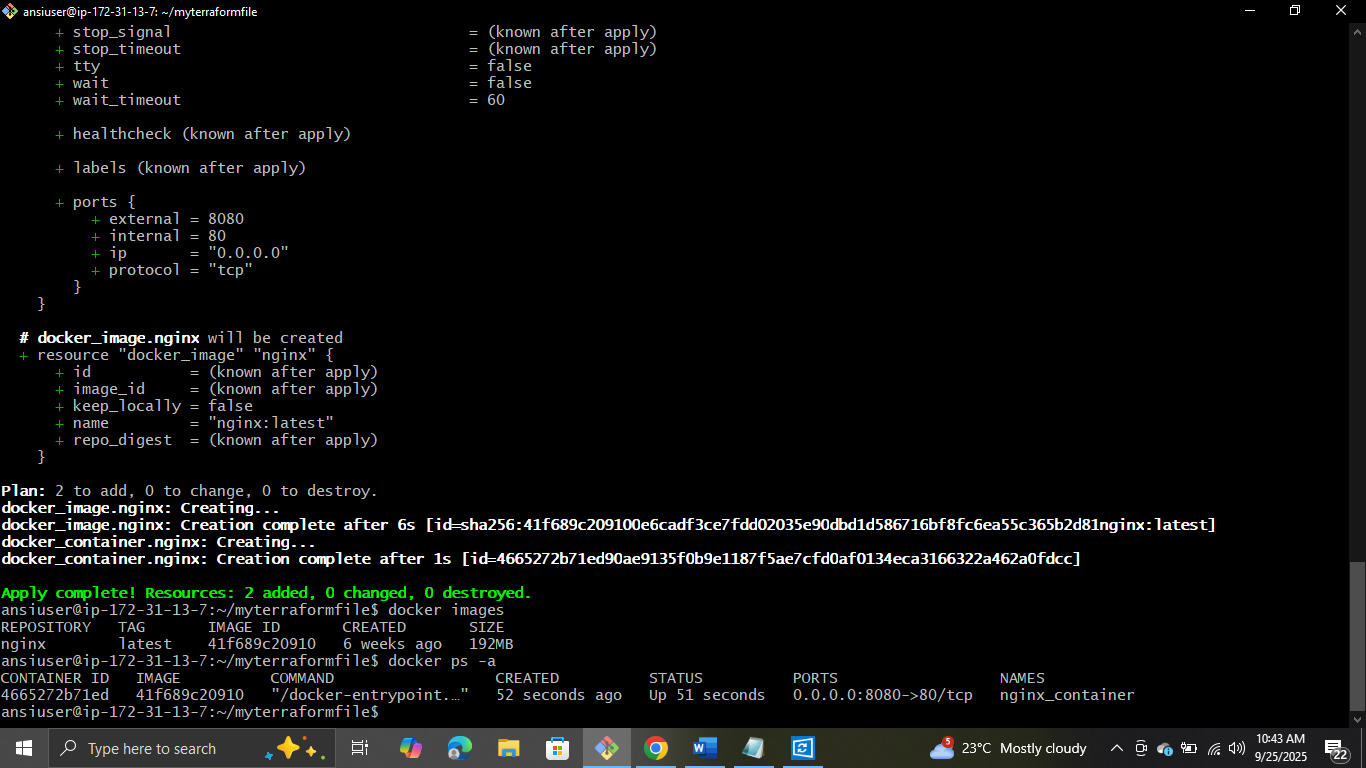 ansiuser@ip-172-31-13-7: ~/myterraformfile
+ stop_signal = (known after apply)
+ stop_timeout = (known after apply)
+ tty = false
+ wait = false
+ wait_timeout = 60
+ healthcheck (known after apply)
+ labels (known after apply)
+ ports {
+ external = 8080
+ internal = 80
+ ip = "0.0.0.0"
+ protocol = "tcp"
}
}
# docker_image.nginx will be created
+ resource "docker_image" "nginx" {
+ id = (known after apply)
+ image_id = (known after apply)
+ keep_locally = false
+ name = "nginx:latest"
+ repo_digest = (known after apply)
}
Plan: 2 to add, 0 to change, 0 to destroy.
docker_image.nginx: Creating...
docker_image.nginx: Creation complete after 6s [id=sha256:41f689c209100e6cadf3ce7fdd02035e90dbd1d586716bf8fc6ea55c365b2d81nginx:latest]
docker_container.nginx: Creating...
docker_container.nginx: Creation complete after 1s [id=4665272b71ed90ae9135f0b9e1187f5ae7cfd0af0134eca3166322a462a0fdcc]
Apply complete! Resources: 2 added, 0 changed, 0 destroyed.
ansiuser@ip-172-31-13-7:~/myterraformfile$ docker images
REPOSITORY TAG IMAGE ID CREATED SIZE
nginx latest 41f689c20910 6 weeks ago 192MB
ansiuser@ip-172-31-13-7:~/myterraformfile$ docker ps -a
CONTAINER ID IMAGE COMMAND CREATED STATUS PORTS NAMES
4665272b71ed 41f689c20910 "/docker-entrypoint.…" 52 seconds ago Up 51 seconds 0.0.0.0:8080->80/tcp nginx_container
ansiuser@ip-172-31-13-7:~/myterraformfile$
Type here to search
5
23°C Mostly cloudy
10:43 AM
9/25/2025
22